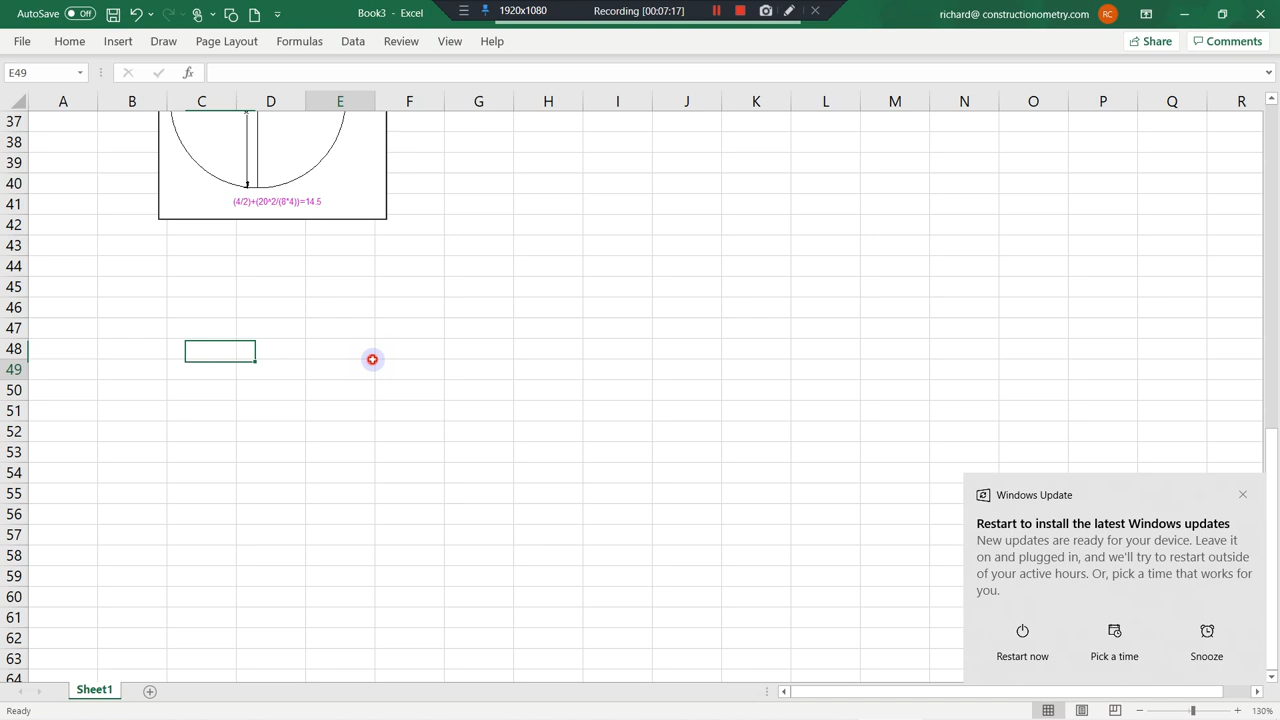 AutoSave Off Book3 - Excel 1920x1080 Recording [00:07:17] richard@ constructionometry.com RC
File Home Insert Draw Page Layout Formulas Data Review View Help Share Comments
E49 fx
A B C D E F G H I J K L M N O P Q R
37
38
39
40
41
(4/2)+(20^2/(8*4))=14.5
42
43
44
45
46
47
48
49
50
51
52
53
54
55
56
57
58
59
60
61
62
63
64
Windows Update
Restart to install the latest Windows updates
New updates are ready for your device. Leave it
on and plugged in, and we'll try to restart outside
of your active hours. Or, pick a time that works for
you.
Restart now Pick a time Snooze
Sheet1
Ready 130%